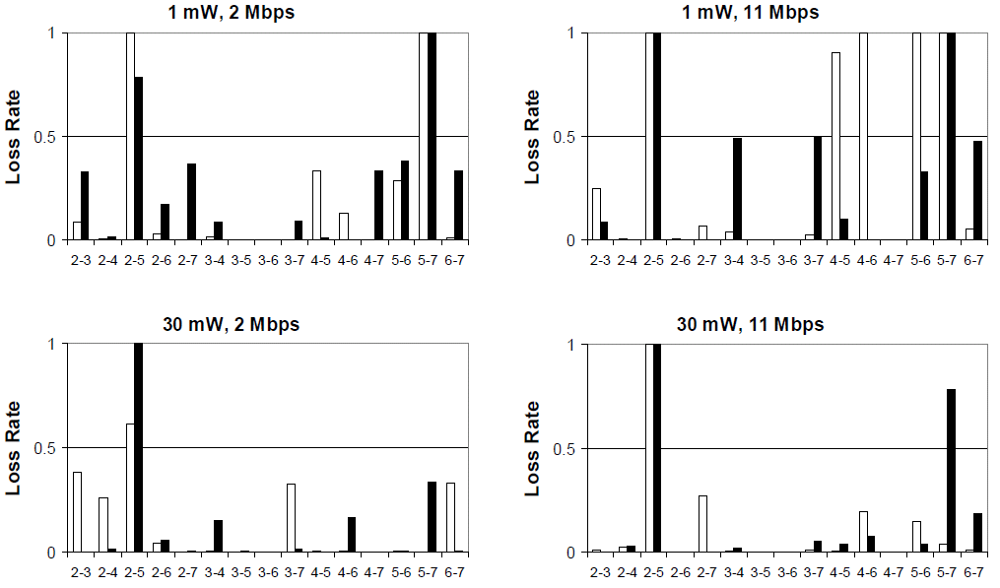 1 mW, 2 Mbps
Loss Rate
1
0.5
0
2-3 2-4 2-5 2-6 2-7 3-4 3-5 3-6 3-7 4-5 4-6 4-7 5-6 5-7 6-7
1 mW, 11 Mbps
Loss Rate
1
0.5
0
2-3 2-4 2-5 2-6 2-7 3-4 3-5 3-6 3-7 4-5 4-6 4-7 5-6 5-7 6-7
30 mW, 2 Mbps
Loss Rate
1
0.5
0
2-3 2-4 2-5 2-6 2-7 3-4 3-5 3-6 3-7 4-5 4-6 4-7 5-6 5-7 6-7
30 mW, 11 Mbps
Loss Rate
1
0.5
0
2-3 2-4 2-5 2-6 2-7 3-4 3-5 3-6 3-7 4-5 4-6 4-7 5-6 5-7 6-7